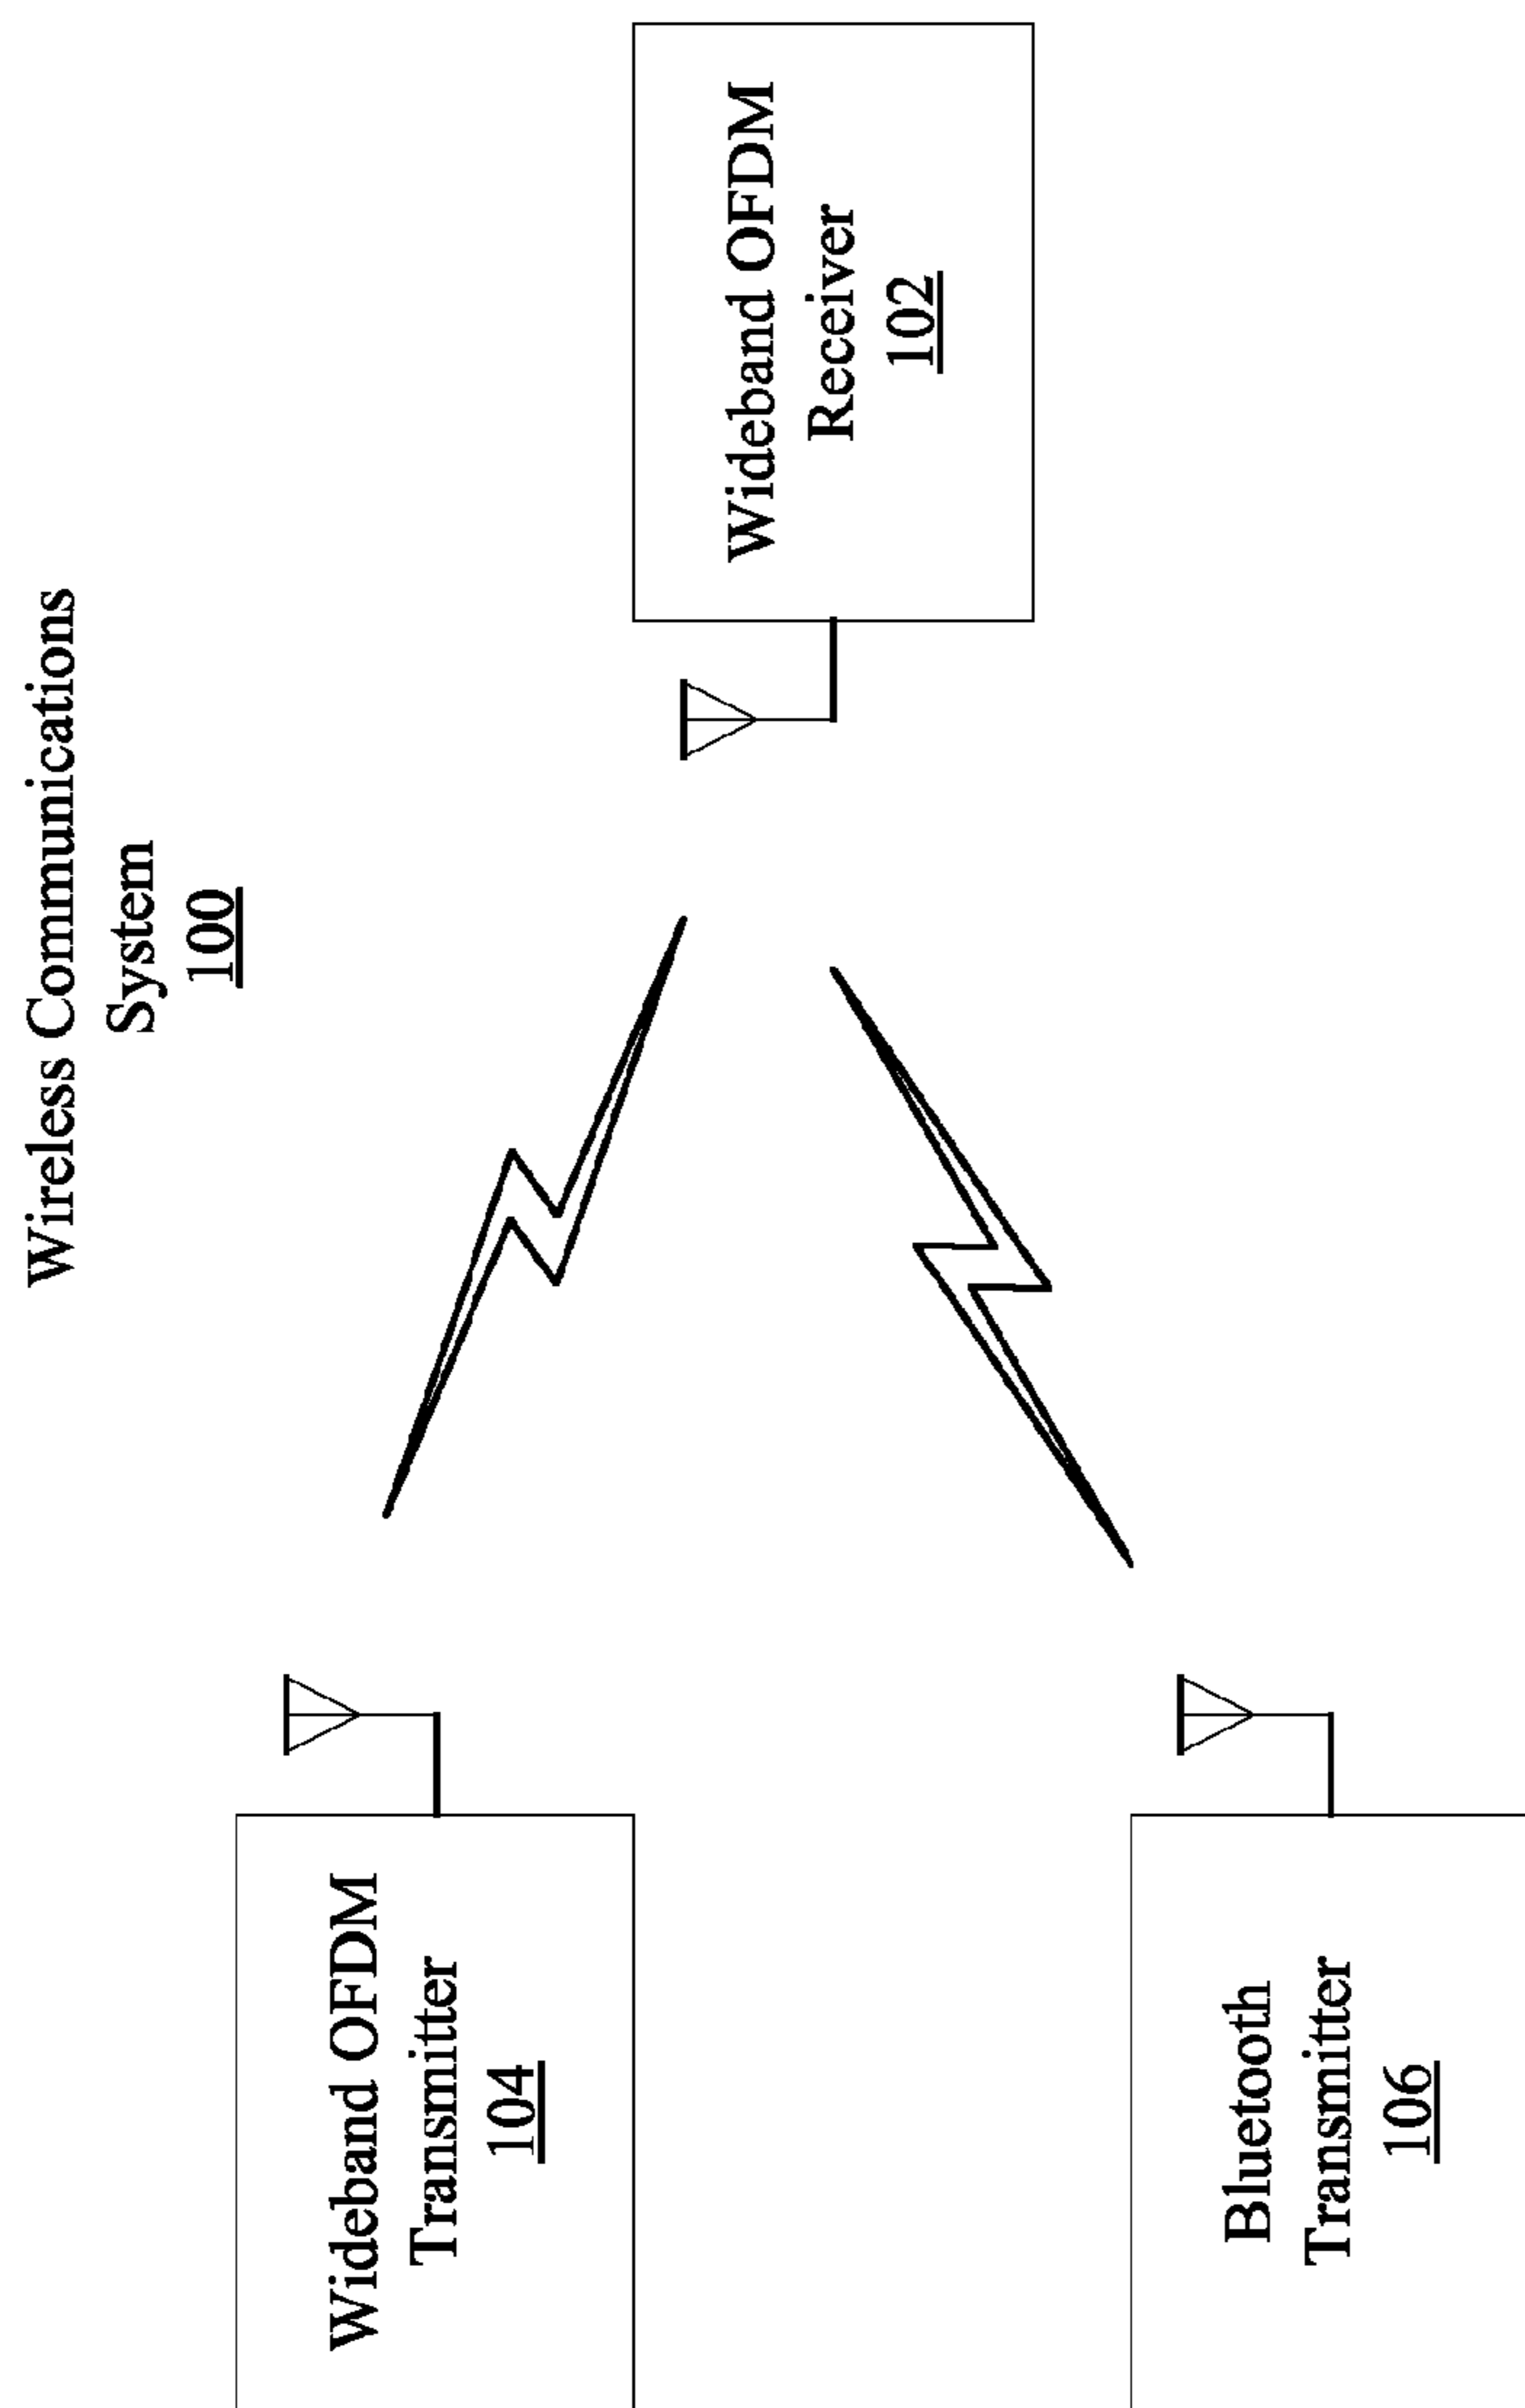 Wireless Communications
System
100
Wideband OFDM
Transmitter
104
Wideband OFDM
Receiver
102
Bluetooth
Transmitter
106